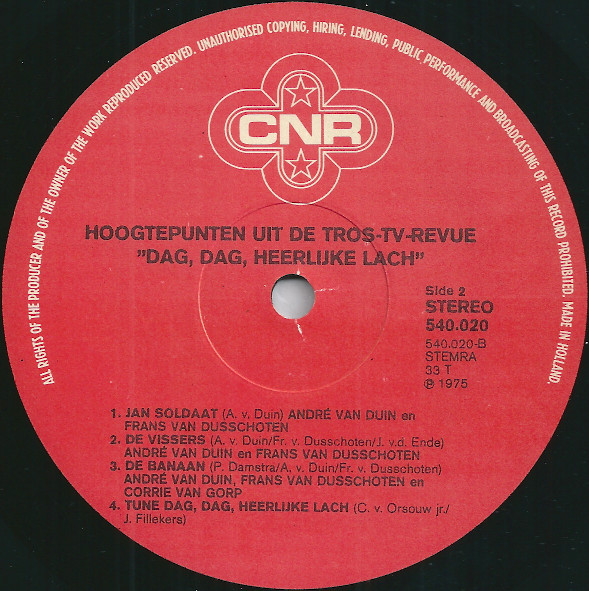 ALL RIGHTS OF THE PRODUCER AND OF THE OWNER OF THE WORK REPRODUCED RESERVED. UNAUTHORISED COPYING, HIRING, LENDING, PUBLIC PERFORMANCE AND BROADCASTING OF THIS RECORD PROHIBITED. MADE IN HOLLAND.
CNR
HOOGTEPUNTEN UIT DE TROS-TV-REVUE
"DAG, DAG, HEERLIJKE LACH"
Side 2
STEREO
540.020
540.020-B
STEMRA
33 T
℗ 1975
1. JAN SOLDAAT (A. v. Duin) ANDRÉ VAN DUIN en
FRANS VAN DUSSCHOTEN
2. DE VISSERS (A. v. Duin/Fr. v. Dusschoten/J. v.d. Ende)
ANDRÉ VAN DUIN en FRANS VAN DUSSCHOTEN
3. DE BANAAN (P. Damstra/A. v. Duin/Fr. v. Dusschoten)
ANDRÉ VAN DUIN, FRANS VAN DUSSCHOTEN en
CORRIE VAN GORP
4. TUNE DAG, DAG, HEERLIJKE LACH (C. v. Orsouw jr./
J. Fillekers)